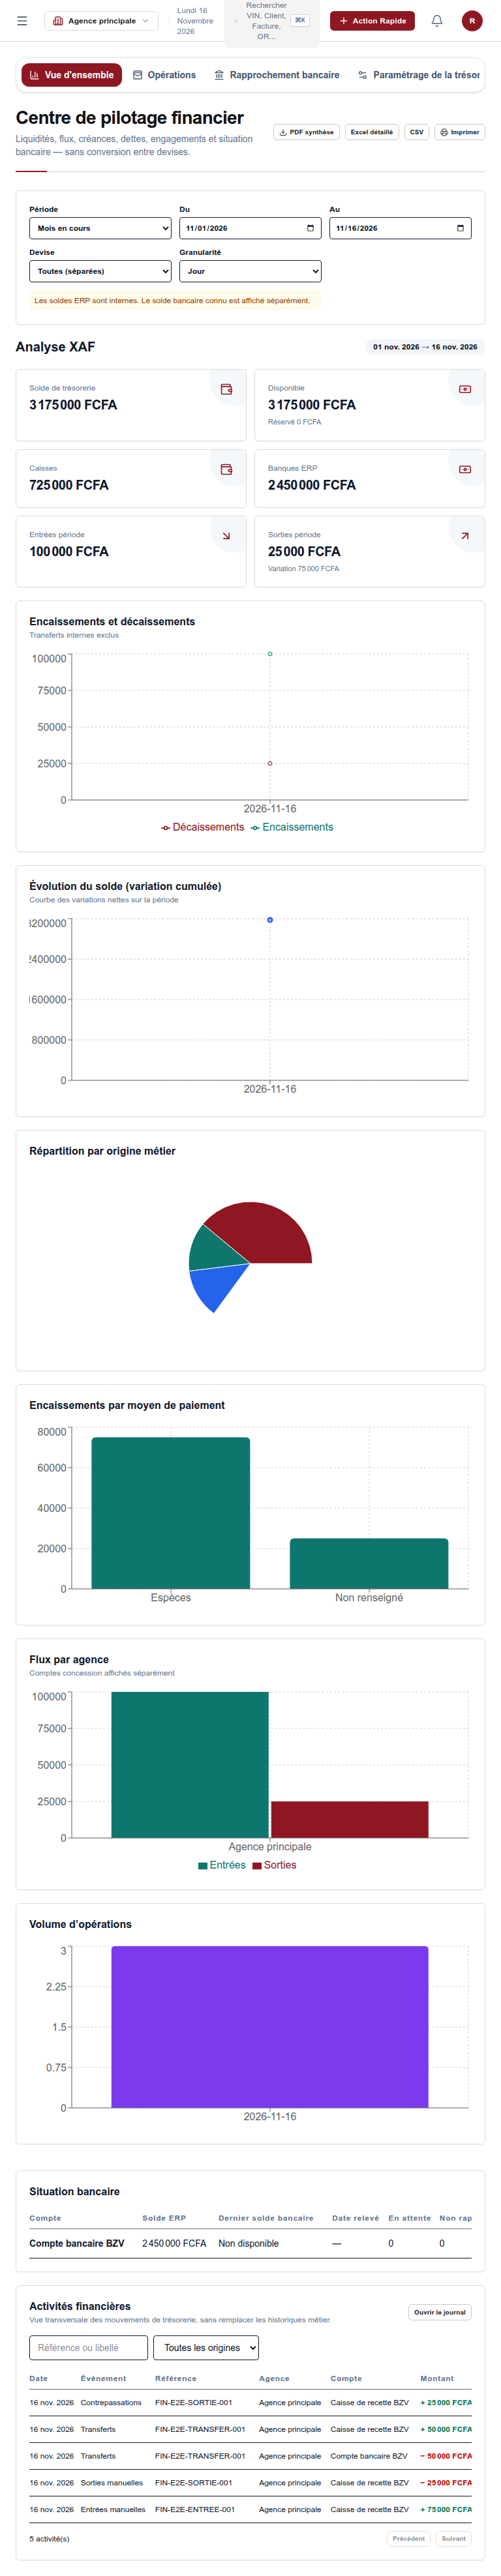 Agence principale
Lundi 16
Novembre
2026
Rechercher
VIN, Client,
Facture,
OR...
⌘K
Action Rapide
R
Vue d'ensemble
Opérations
Rapprochement bancaire
Paramétrage de la trésor
Centre de pilotage financier
Liquidités, flux, créances, dettes, engagements et situation
bancaire — sans conversion entre devises.
PDF synthèse
Excel détaillé
CSV
Imprimer
Période
Du
Au
Mois en cours
11/01/2026
11/16/2026
Devise
Granularité
Toutes (séparées)
Jour
Les soldes ERP sont internes. Le solde bancaire connu est affiché séparément.
Analyse XAF
01 nov. 2026 → 16 nov. 2026
Solde de trésorerie
3 175 000 FCFA
Disponible
3 175 000 FCFA
Réservé 0 FCFA
Caisses
725 000 FCFA
Banques ERP
2 450 000 FCFA
Entrées période
100 000 FCFA
Sorties période
25 000 FCFA
Variation 75 000 FCFA
Encaissements et décaissements
Transferts internes exclus
100000
75000
50000
25000
0
2026-11-16
Décaissements
Encaissements
Évolution du solde (variation cumulée)
Courbe des variations nettes sur la période
3200000
2400000
1600000
800000
0
2026-11-16
Répartition par origine métier
Encaissements par moyen de paiement
80000
60000
40000
20000
0
Espèces
Non renseigné
Flux par agence
Comptes concession affichés séparément
100000
75000
50000
25000
0
Agence principale
Entrées
Sorties
Volume d’opérations
3
2.25
1.5
0.75
0
2026-11-16
Situation bancaire
Compte
Solde ERP
Dernier solde bancaire
Date relevé
En attente
Non rap
Compte bancaire BZV
2 450 000 FCFA
Non disponible
—
0
0
Activités financières
Vue transversale des mouvements de trésorerie, sans remplacer les historiques métier.
Ouvrir le journal
Référence ou libellé
Toutes les origines
Date
Événement
Référence
Agence
Compte
Montant
16 nov. 2026
Contrepassations
FIN-E2E-SORTIE-001
Agence principale
Caisse de recette BZV
+ 25 000 FCFA
16 nov. 2026
Transferts
FIN-E2E-TRANSFER-001
Agence principale
Caisse de recette BZV
+ 50 000 FCFA
16 nov. 2026
Transferts
FIN-E2E-TRANSFER-001
Agence principale
Compte bancaire BZV
− 50 000 FCFA
16 nov. 2026
Sorties manuelles
FIN-E2E-SORTIE-001
Agence principale
Caisse de recette BZV
− 25 000 FCFA
16 nov. 2026
Entrées manuelles
FIN-E2E-ENTREE-001
Agence principale
Caisse de recette BZV
+ 75 000 FCFA
5 activité(s)
Précédent
Suivant